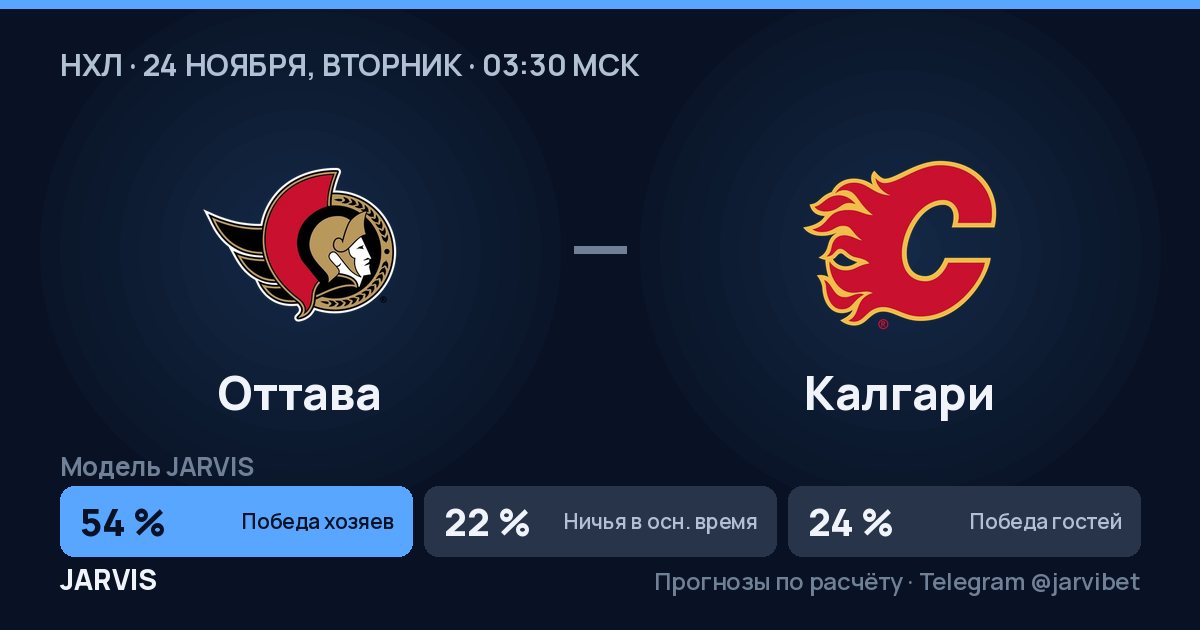 НХЛ · 24 НОЯБРЯ, ВТОРНИК · 03:30 МСК
Оттава
—
Калгари
Модель JARVIS
54 % Победа хозяев
22 % Ничья в осн. время
24 % Победа гостей
JARVIS
Прогнозы по расчёту · Telegram @jarvibet